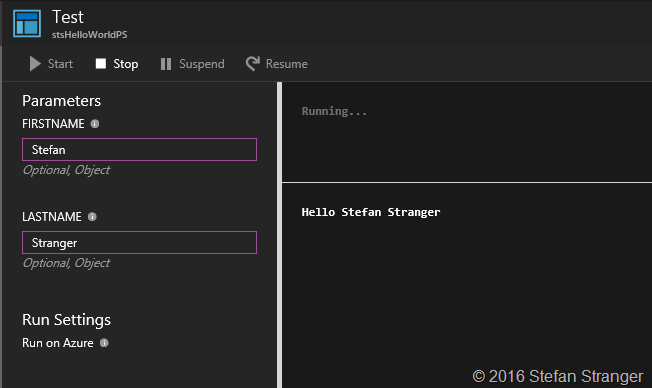 Test
stsHelloWorldPS
Start Stop Suspend Resume
Parameters
FIRSTNAME
Stefan
Optional, Object
LASTNAME
Stranger
Optional, Object
Run Settings
Run on Azure
Running...
Hello Stefan Stranger
© 2016 Stefan Stranger